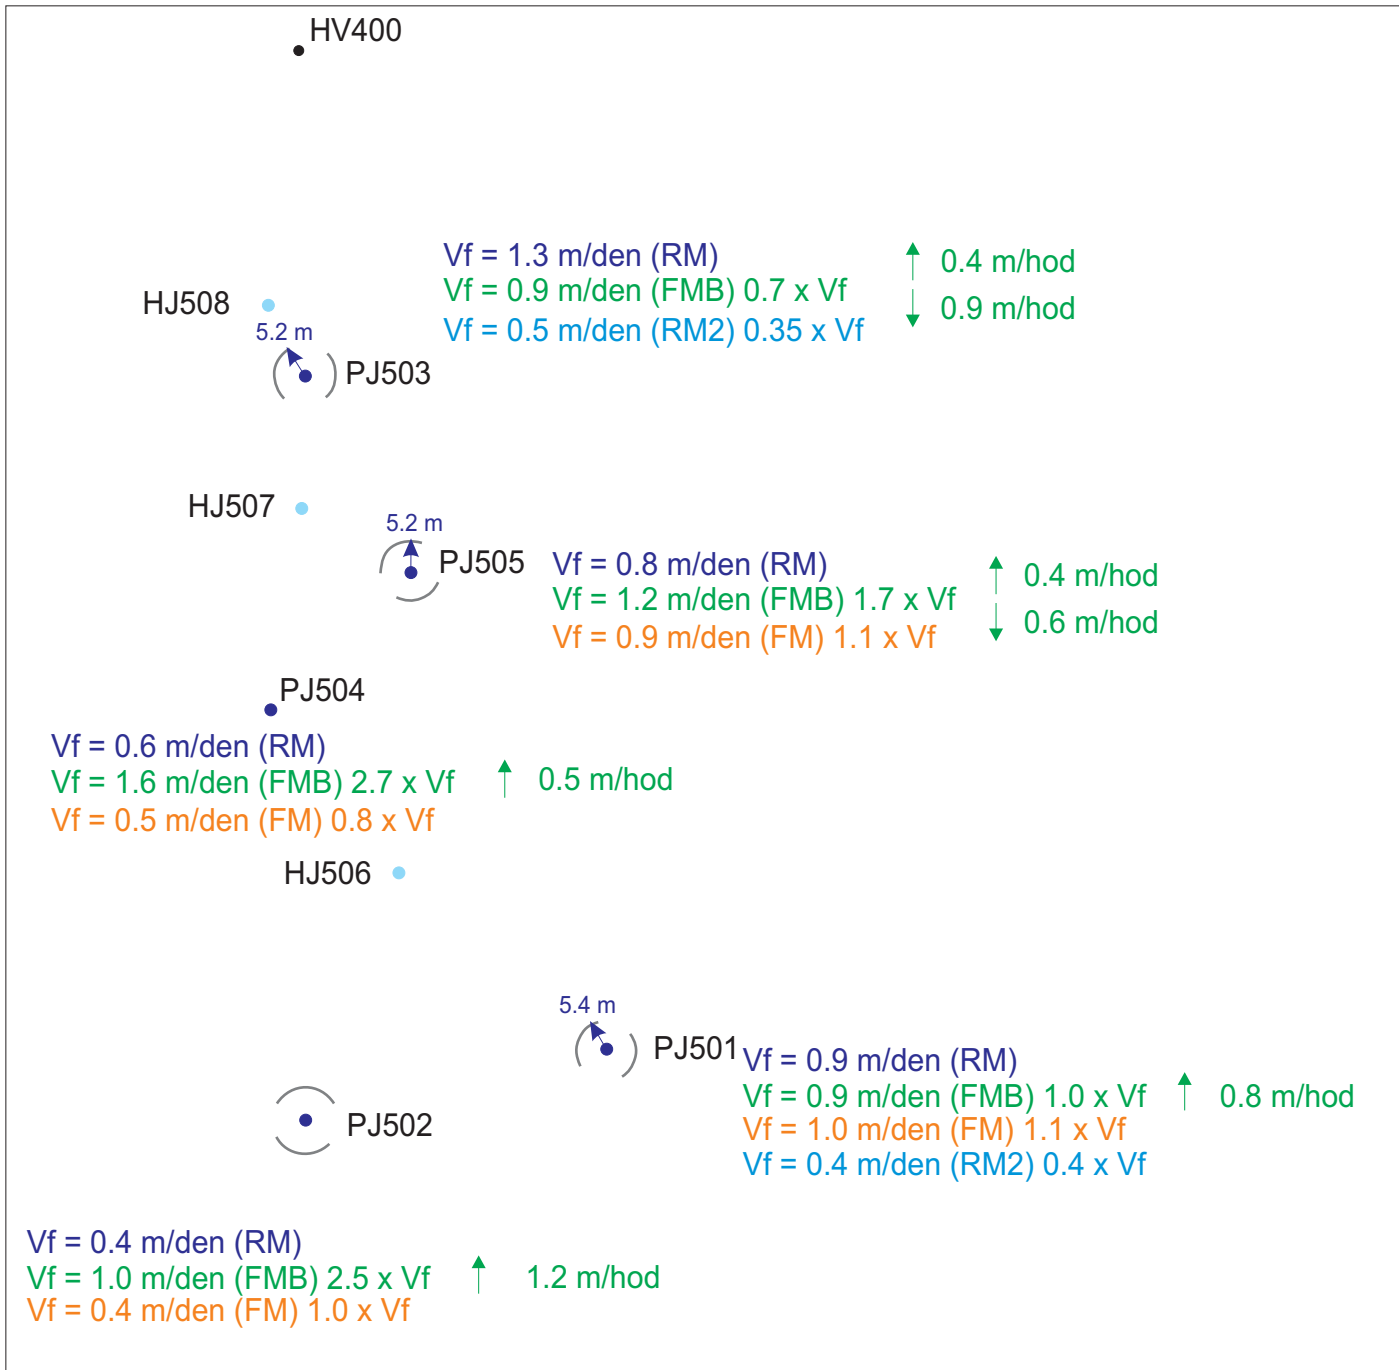 HV400
Vf = 1.3 m/den (RM)
0.4 m/hod
Vf = 0.9 m/den (FMB) 0.7 x Vf
HJ508
0.9 m/hod
5.2 m
Vf = 0.5 m/den (RM2) 0.35 x Vf
PJ503
HJ507
5.2 m
PJ505
Vf = 0.8 m/den (RM)
0.4 m/hod
Vf = 1.2 m/den (FMB) 1.7 x Vf
0.6 m/hod
Vf = 0.9 m/den (FM) 1.1 x Vf
PJ504
Vf = 0.6 m/den (RM)
Vf = 1.6 m/den (FMB) 2.7 x Vf
0.5 m/hod
Vf = 0.5 m/den (FM) 0.8 x Vf
HJ506
5.4 m
PJ501
Vf = 0.9 m/den (RM)
Vf = 0.9 m/den (FMB) 1.0 x Vf
0.8 m/hod
PJ502
Vf = 1.0 m/den (FM) 1.1 x Vf
Vf = 0.4 m/den (RM2) 0.4 x Vf
Vf = 0.4 m/den (RM)
Vf = 1.0 m/den (FMB) 2.5 x Vf
1.2 m/hod
Vf = 0.4 m/den (FM) 1.0 x Vf